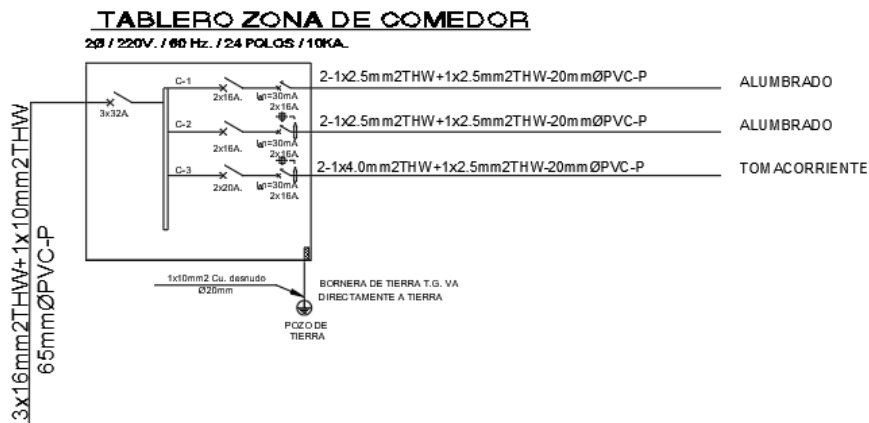 TABLERO ZONA DE COMEDOR
2Ø / 220V. / 60 Hz. / 24 POLOS / 10KA.
C-1
2x16A.
In=30mA
2x16A.
2-1x2.5mm2THW+1x2.5mm2THW-20mmØPVC-P
ALUMBRADO
3x32A.
C-2
2x16A.
In=30mA
2x16A.
2-1x2.5mm2THW+1x2.5mm2THW-20mmØPVC-P
ALUMBRADO
C-3
2x20A.
In=30mA
2x16A.
2-1x4.0mm2THW+1x2.5mm2THW-20mmØPVC-P
TOMACORRIENTE
3x16mm2THW+1x10mm2THW
65mmØPVC-P
1x10mm2 Cu. desnudo
Ø20mm
BORNERA DE TIERRA T.G. VA
DIRECTAMENTE A TIERRA
POZO DE
TIERRA